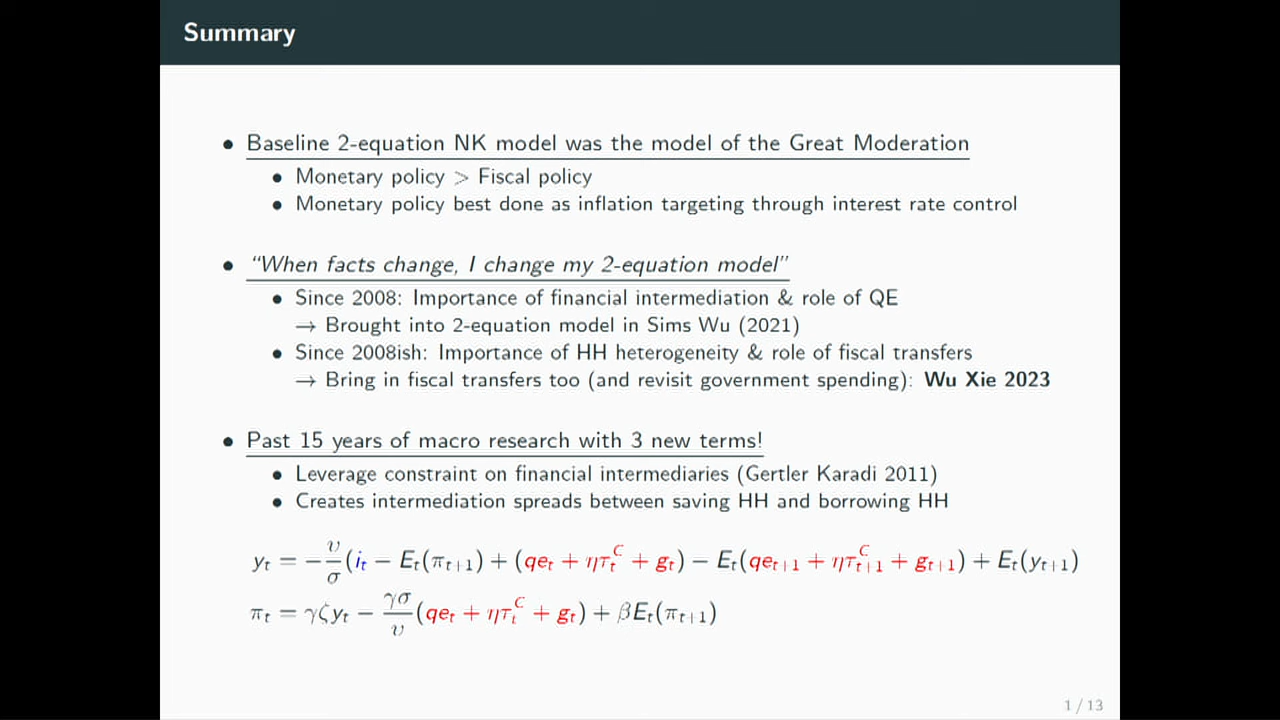 Summary
• Baseline 2-equation NK model was the model of the Great Moderation
• Monetary policy > Fiscal policy
• Monetary policy best done as inflation targeting through interest rate control
• “When facts change, I change my 2-equation model”
• Since 2008: Importance of financial intermediation & role of QE
→ Brought into 2-equation model in Sims Wu (2021)
• Since 2008ish: Importance of HH heterogeneity & role of fiscal transfers
→ Bring in fiscal transfers too (and revisit government spending): Wu Xie 2023
• Past 15 years of macro research with 3 new terms!
• Leverage constraint on financial intermediaries (Gertler Karadi 2011)
• Creates intermediation spreads between saving HH and borrowing HH
y_t = −\frac{υ}{σ}(i_t − E_t(π_{t+1}) + (qe_t + ητ_t^C + g_t) − E_t(qe_{t+1} + ητ_{t+1}^C + g_{t+1}) + E_t(y_{t+1})
π_t = γζy_t − \frac{γσ}{υ}(qe_t + ητ_t^C + g_t) + βE_t(π_{t+1})
1 / 13